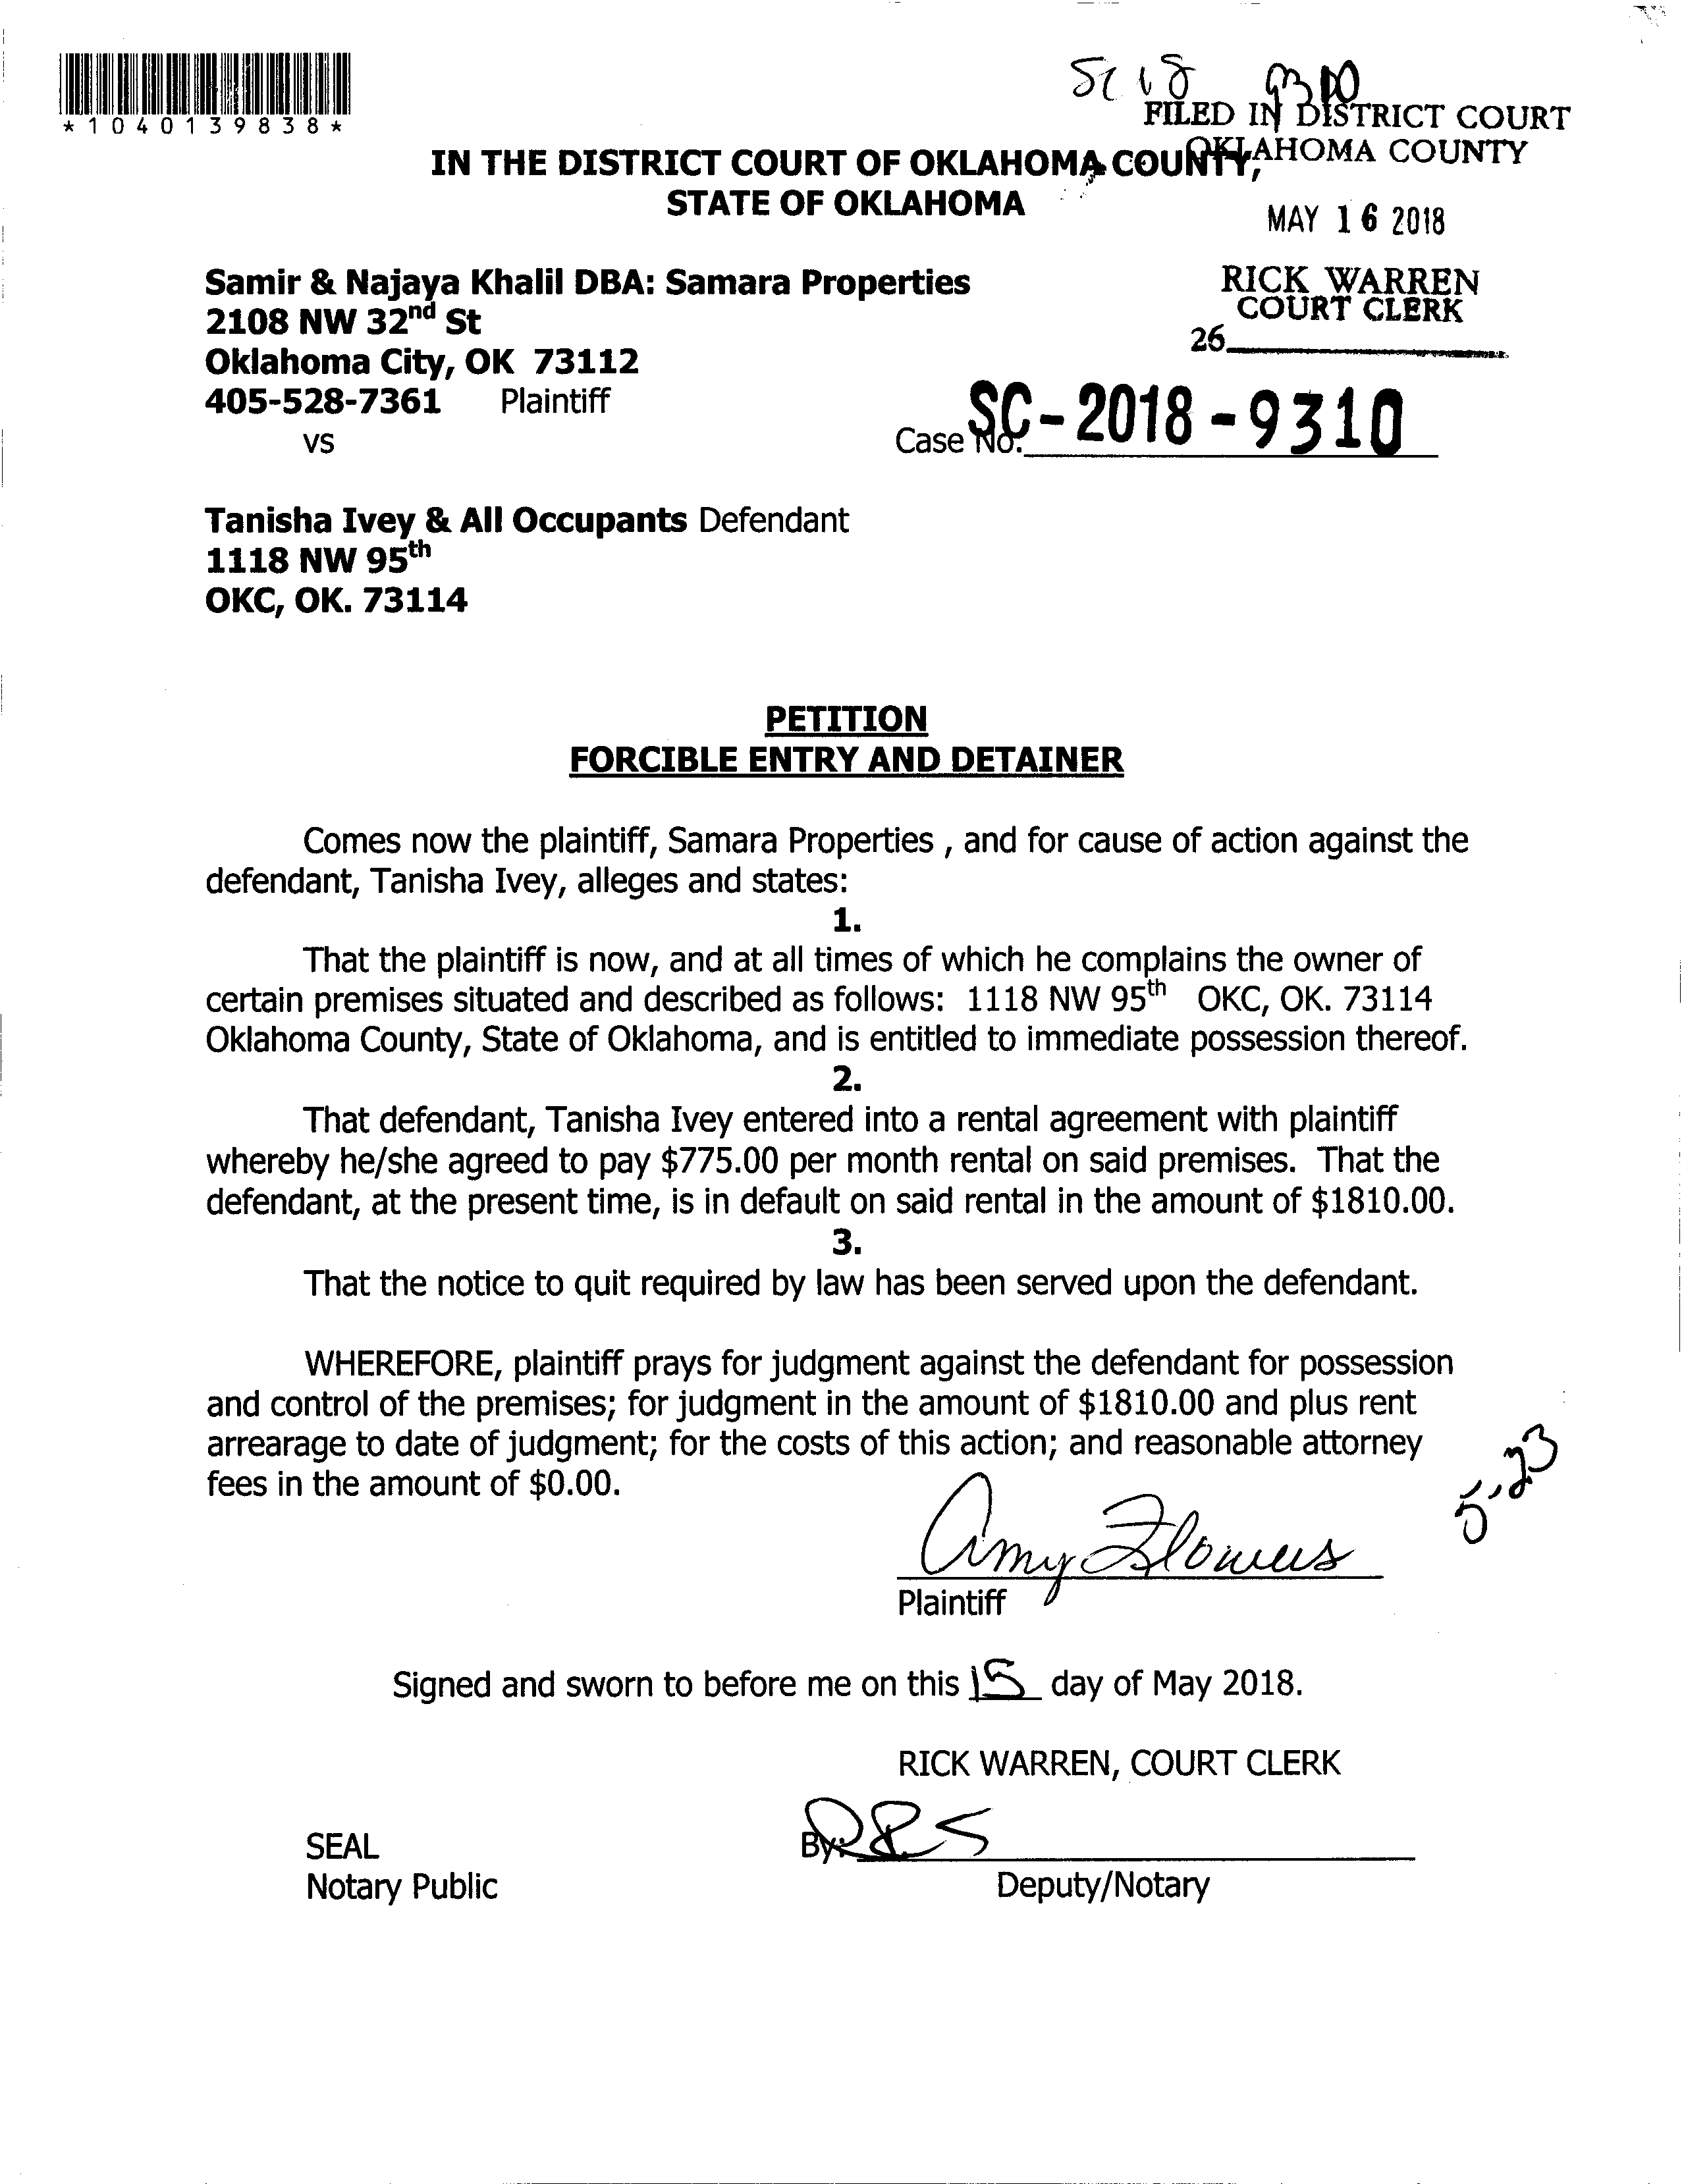 *1040139838*
SC 18 9310
FILED IN DISTRICT COURT
OKLAHOMA COUNTY
IN THE DISTRICT COURT OF OKLAHOMA COUNTY,
STATE OF OKLAHOMA
MAY 16 2018
Samir & Najaya Khalil DBA: Samara Properties
RICK WARREN
COURT CLERK
2108 NW 32nd St
26
Oklahoma City, OK 73112
405-528-7361 Plaintiff
vs
Case No. SC-2018-9310
Tanisha Ivey & All Occupants Defendant
1118 NW 95th
OKC, OK. 73114
PETITION
FORCIBLE ENTRY AND DETAINER
Comes now the plaintiff, Samara Properties , and for cause of action against the
defendant, Tanisha Ivey, alleges and states:
1.
That the plaintiff is now, and at all times of which he complains the owner of
certain premises situated and described as follows: 1118 NW 95th OKC, OK. 73114
Oklahoma County, State of Oklahoma, and is entitled to immediate possession thereof.
2.
That defendant, Tanisha Ivey entered into a rental agreement with plaintiff
whereby he/she agreed to pay $775.00 per month rental on said premises. That the
defendant, at the present time, is in default on said rental in the amount of $1810.00.
3.
That the notice to quit required by law has been served upon the defendant.
WHEREFORE, plaintiff prays for judgment against the defendant for possession
and control of the premises; for judgment in the amount of $1810.00 and plus rent
arrearage to date of judgment; for the costs of this action; and reasonable attorney
fees in the amount of $0.00.
5-23
Amy Flowers
Plaintiff
Signed and sworn to before me on this 15 day of May 2018.
RICK WARREN, COURT CLERK
SEAL
By:
Notary Public
Deputy/Notary